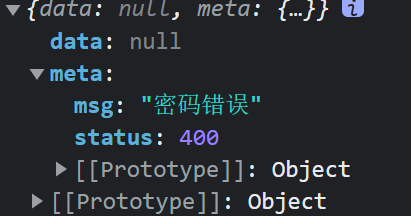 {data: null, meta: {…}} i
data: null
meta:
msg: "密码错误"
status: 400
[[Prototype]]: Object
[[Prototype]]: Object